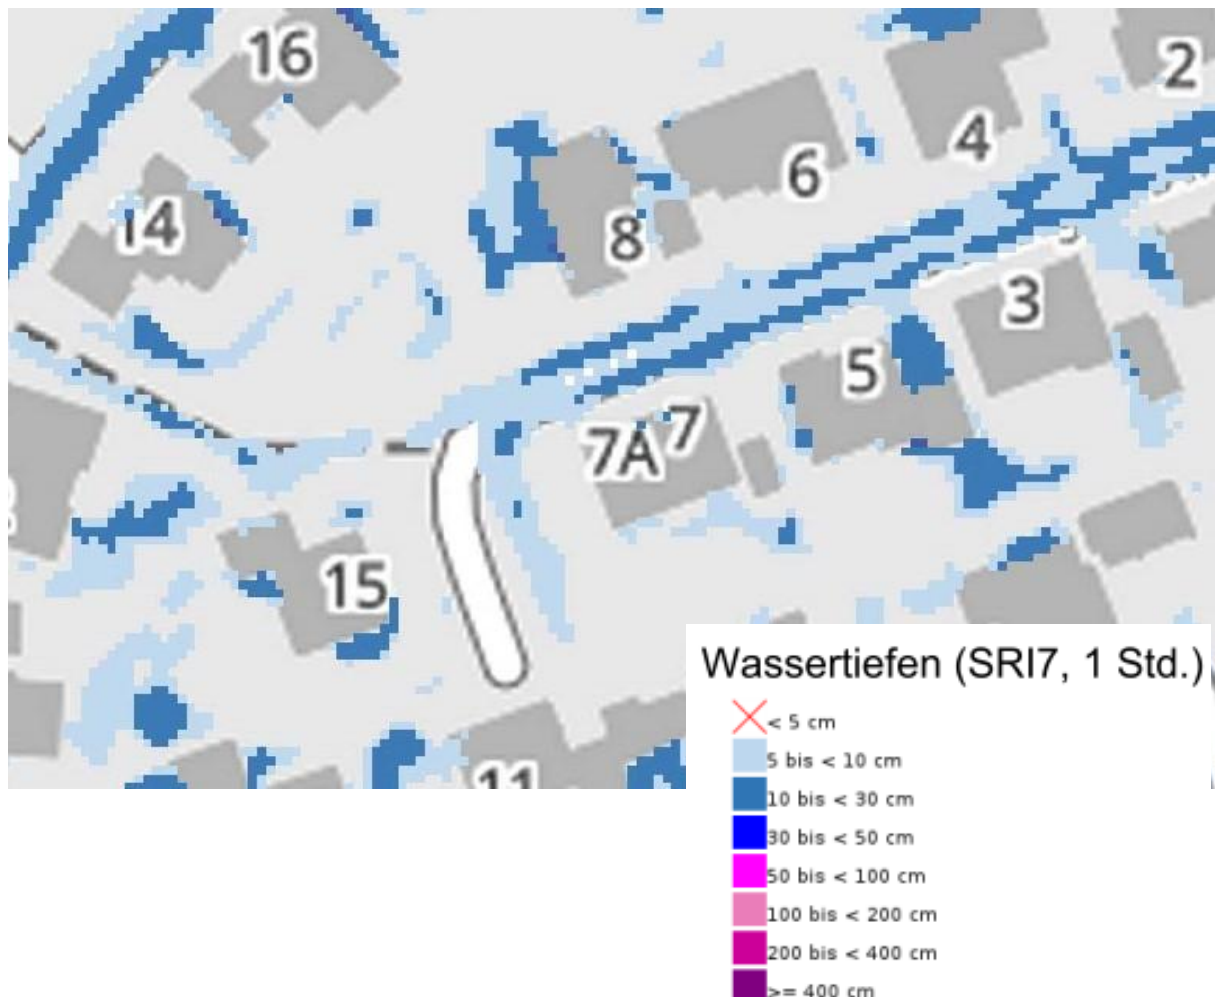 16
2
4
6
14
8
3
5
7
7A
15
11
Wassertiefen (SRI7, 1 Std.)
< 5 cm
5 bis < 10 cm
10 bis < 30 cm
30 bis < 50 cm
50 bis < 100 cm
100 bis < 200 cm
200 bis < 400 cm
>= 400 cm